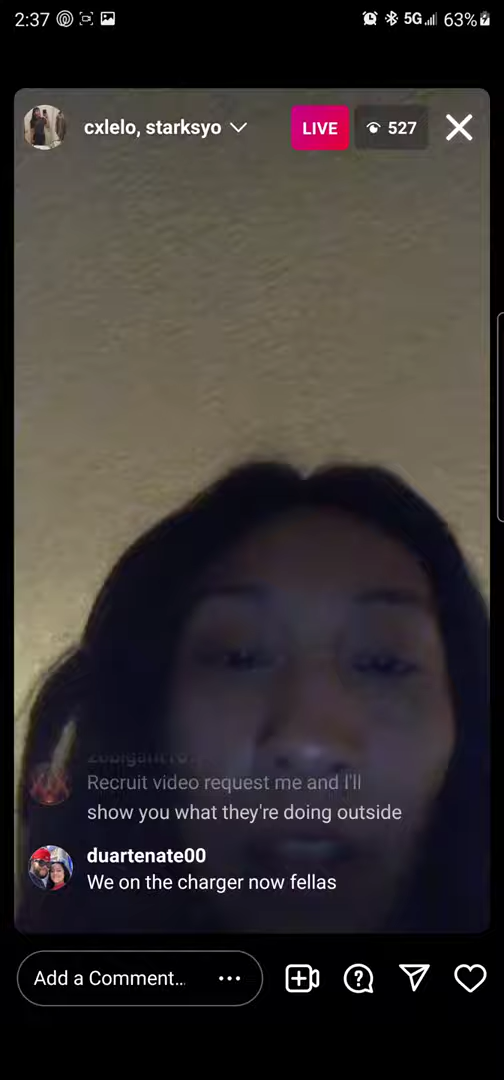 2:37
5G 63%
cxlelo, starksyo
LIVE
527
Recruit video request me and I'll
show you what they're doing outside
duartenate00
We on the charger now fellas
Add a Comment...